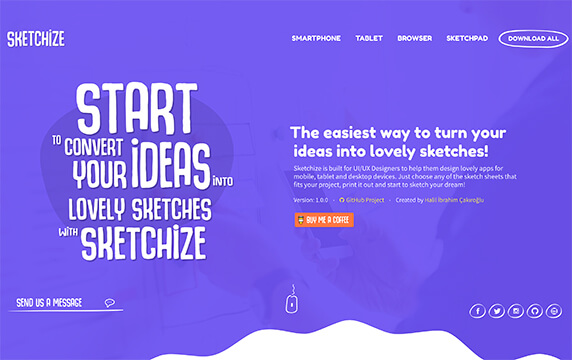 SKETCHiZE
SMARTPHONE TABLET BROWSER SKETCHPAD DOWNLOAD ALL
START
TO CONVERT
YOUR iDEAS INTO
LOVELY SKETCHES
WITH SKETCHiZE
The easiest way to turn your
ideas into lovely sketches!
Sketchize is built for UI/UX Designers to help them design lovely apps for
mobile, tablet and desktop devices. Just choose any of the sketch sheets that
fits your project, print it out and start to sketch your dream!
Version: 1.0.0 · GitHub Project · Created by Halil İbrahim Çakıroğlu
BUY ME A COFFEE
SEND US A MESSAGE